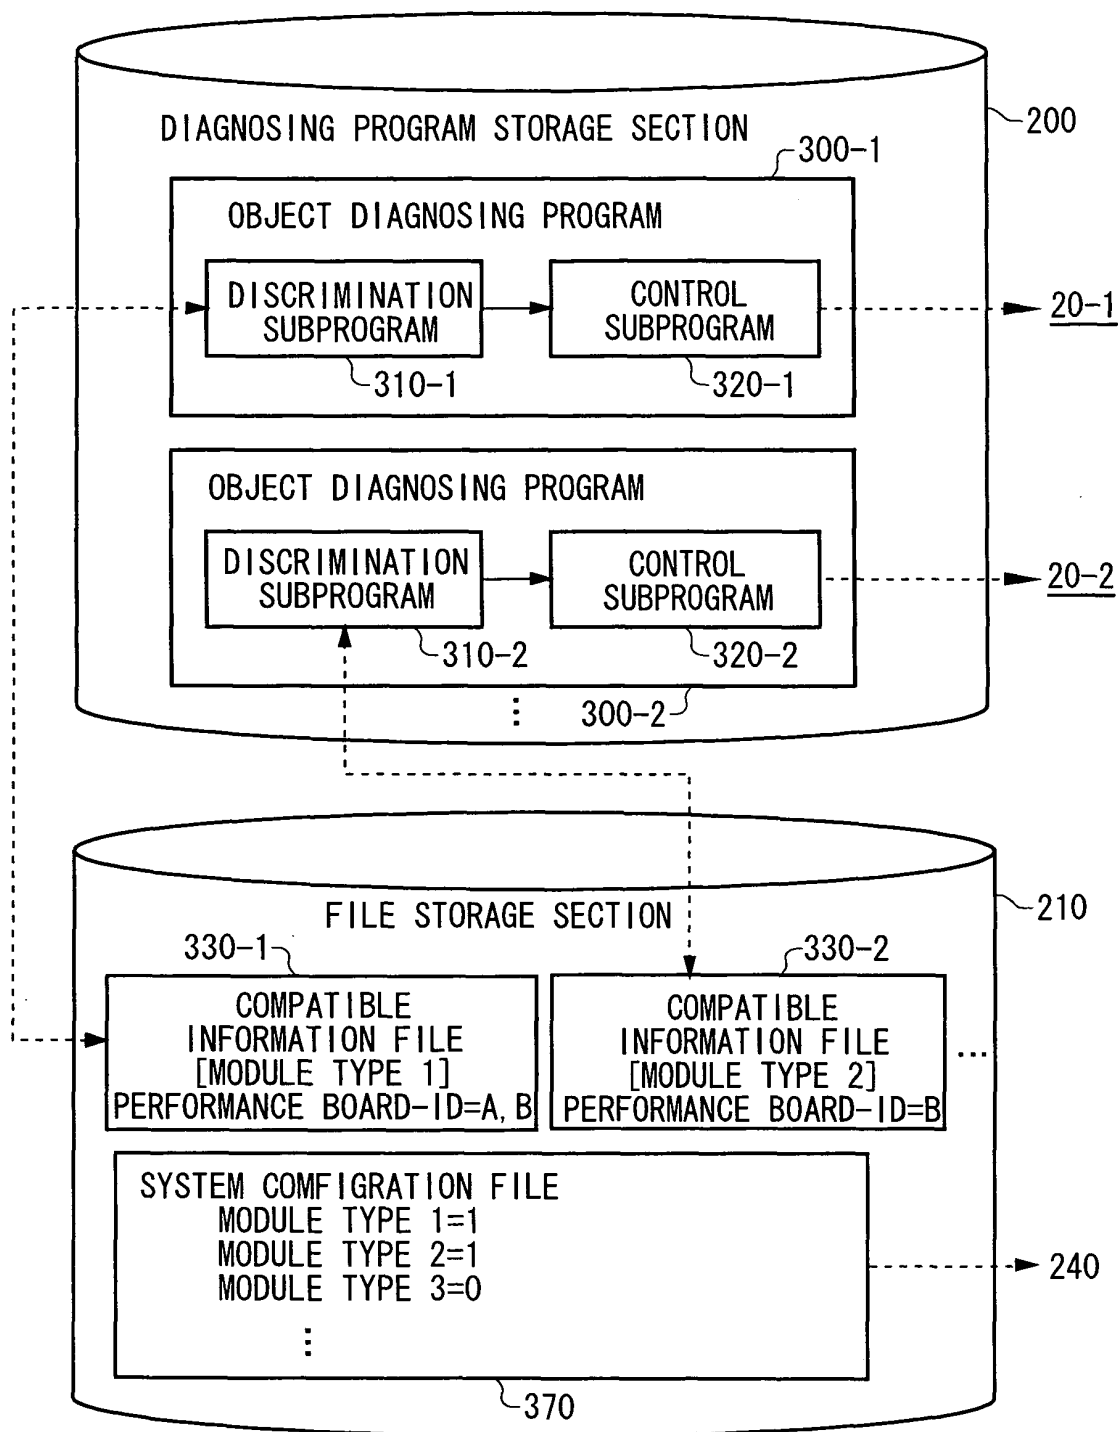 DIAGNOSING PROGRAM STORAGE SECTION
200
300-1
OBJECT DIAGNOSING PROGRAM
DISCRIMINATION
SUBPROGRAM
CONTROL
SUBPROGRAM
20-1
310-1
320-1
OBJECT DIAGNOSING PROGRAM
DISCRIMINATION
SUBPROGRAM
CONTROL
SUBPROGRAM
20-2
310-2
320-2
⋮
300-2
FILE STORAGE SECTION
210
330-1
330-2
COMPATIBLE
INFORMATION FILE
[MODULE TYPE 1]
PERFORMANCE BOARD-ID=A, B
COMPATIBLE
INFORMATION FILE
[MODULE TYPE 2]
PERFORMANCE BOARD-ID=B
...
SYSTEM COMFIGRATION FILE
MODULE TYPE 1=1
MODULE TYPE 2=1
MODULE TYPE 3=0
⋮
240
370